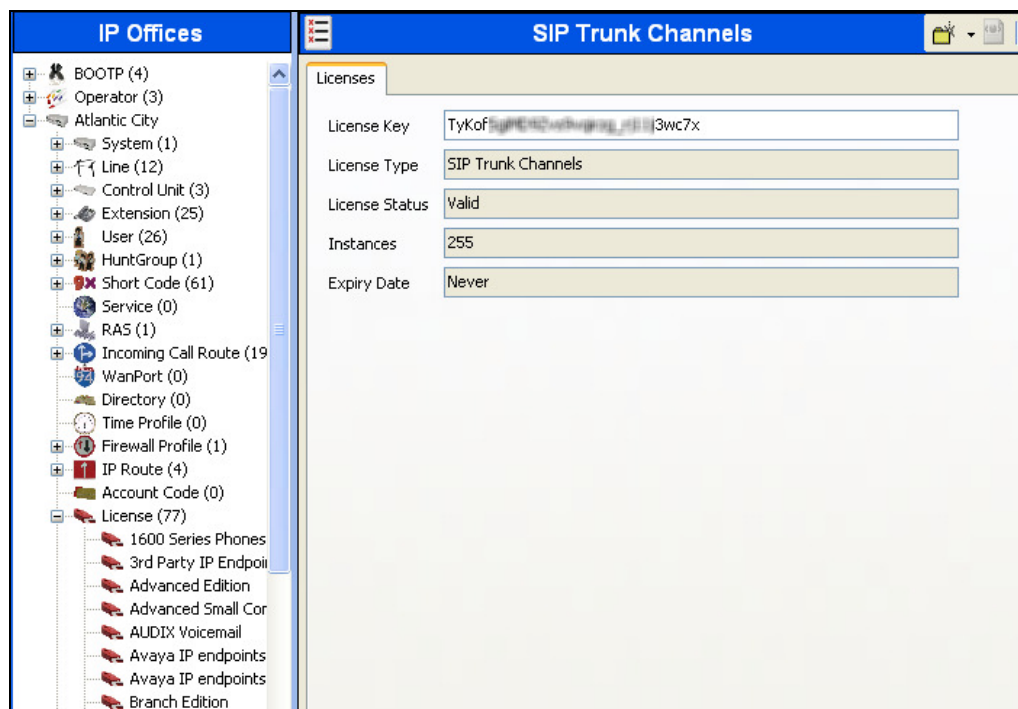 IP Offices
BOOTP (4)
Operator (3)
Atlantic City
System (1)
Line (12)
Control Unit (3)
Extension (25)
User (26)
HuntGroup (1)
Short Code (61)
Service (0)
RAS (1)
Incoming Call Route (19
WanPort (0)
Directory (0)
Time Profile (0)
Firewall Profile (1)
IP Route (4)
Account Code (0)
License (77)
1600 Series Phones
3rd Party IP Endpoi
Advanced Edition
Advanced Small Cor
AUDIX Voicemail
Avaya IP endpoints
Avaya IP endpoints
Branch Edition
SIP Trunk Channels
Licenses
License Key TyKof 3wc7x
License Type SIP Trunk Channels
License Status Valid
Instances 255
Expiry Date Never